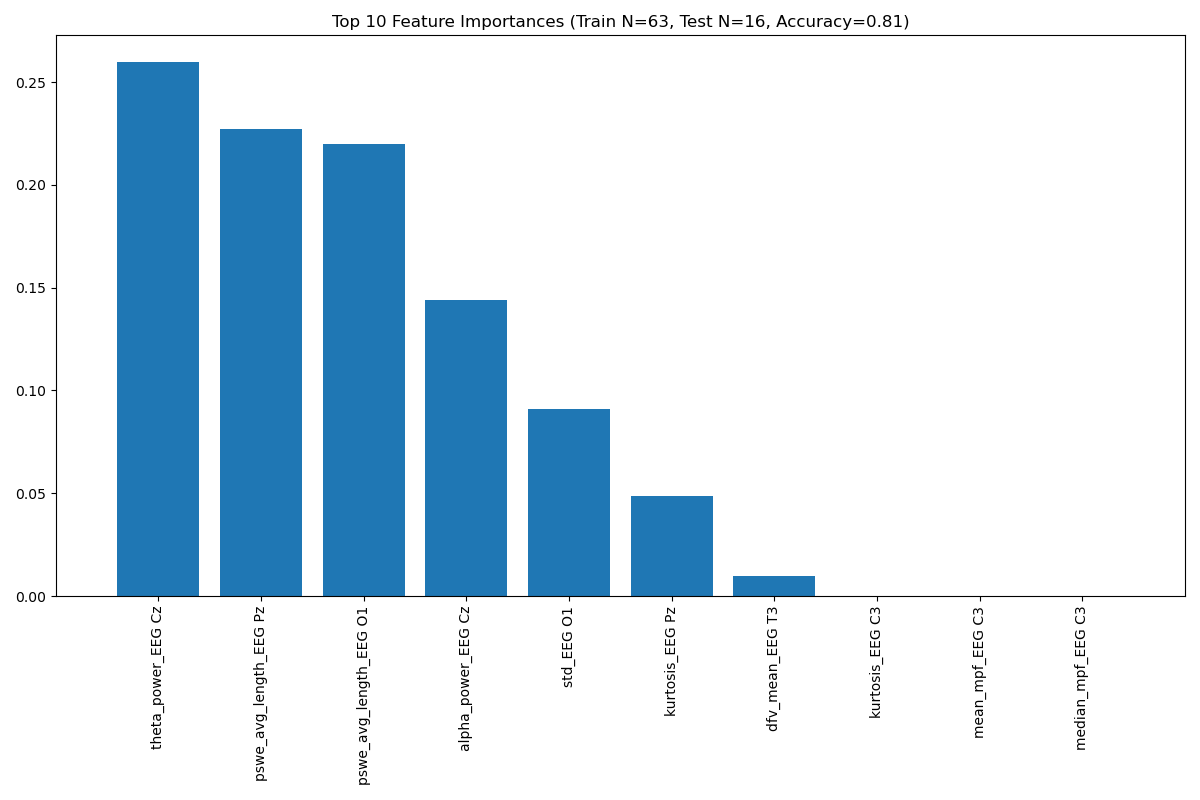 Top 10 Feature Importances (Train N=63, Test N=16, Accuracy=0.81)
0.25
0.20
0.15
0.10
0.05
0.00
theta_power_EEG Cz
pswe_avg_length_EEG Pz
pswe_avg_length_EEG O1
alpha_power_EEG Cz
std_EEG O1
kurtosis_EEG Pz
dfv_mean_EEG T3
kurtosis_EEG C3
mean_mpf_EEG C3
median_mpf_EEG C3